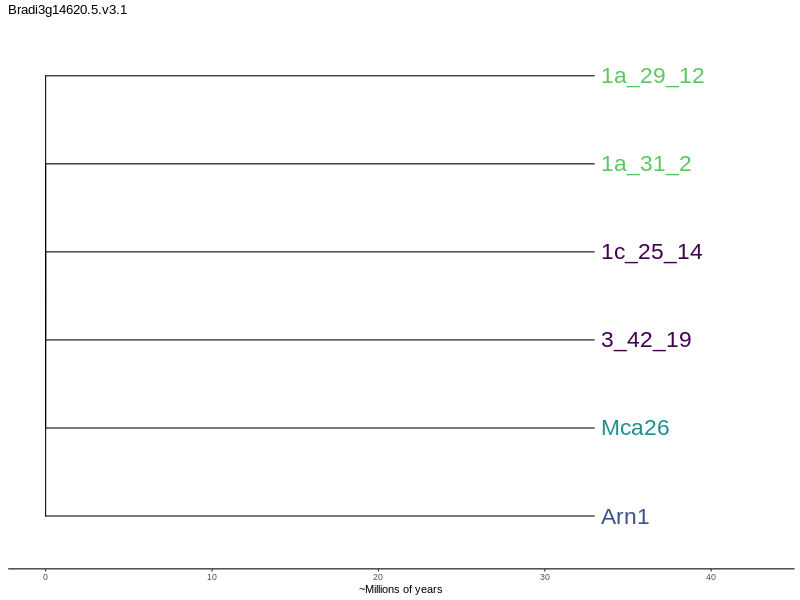 Bradi3g14620.5.v3.1
1a_29_12
1a_31_2
1c_25_14
3_42_19
Mca26
Arn1
0 10 20 30 40
~Millions of years